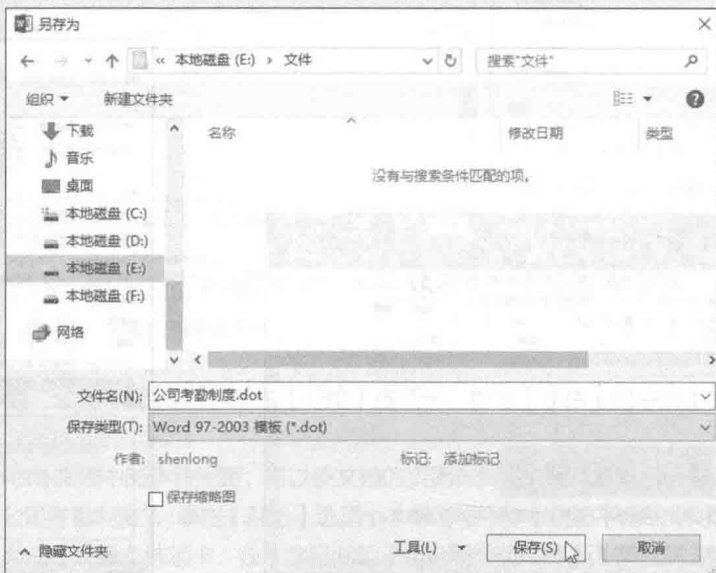 另存为
« 本地磁盘 (E:) › 文件 搜索"文件"
组织 新建文件夹
名称 修改日期 类型
没有与搜索条件匹配的项。
下载
音乐
桌面
本地磁盘 (C:)
本地磁盘 (D:)
本地磁盘 (E:)
本地磁盘 (F:)
网络
文件名(N): 公司考勤制度.dot
保存类型(T): Word 97-2003 模板 (*.dot)
作者: shenlong 标记: 添加标记
保存缩略图
隐藏文件夹 工具(L) 保存(S) 取消